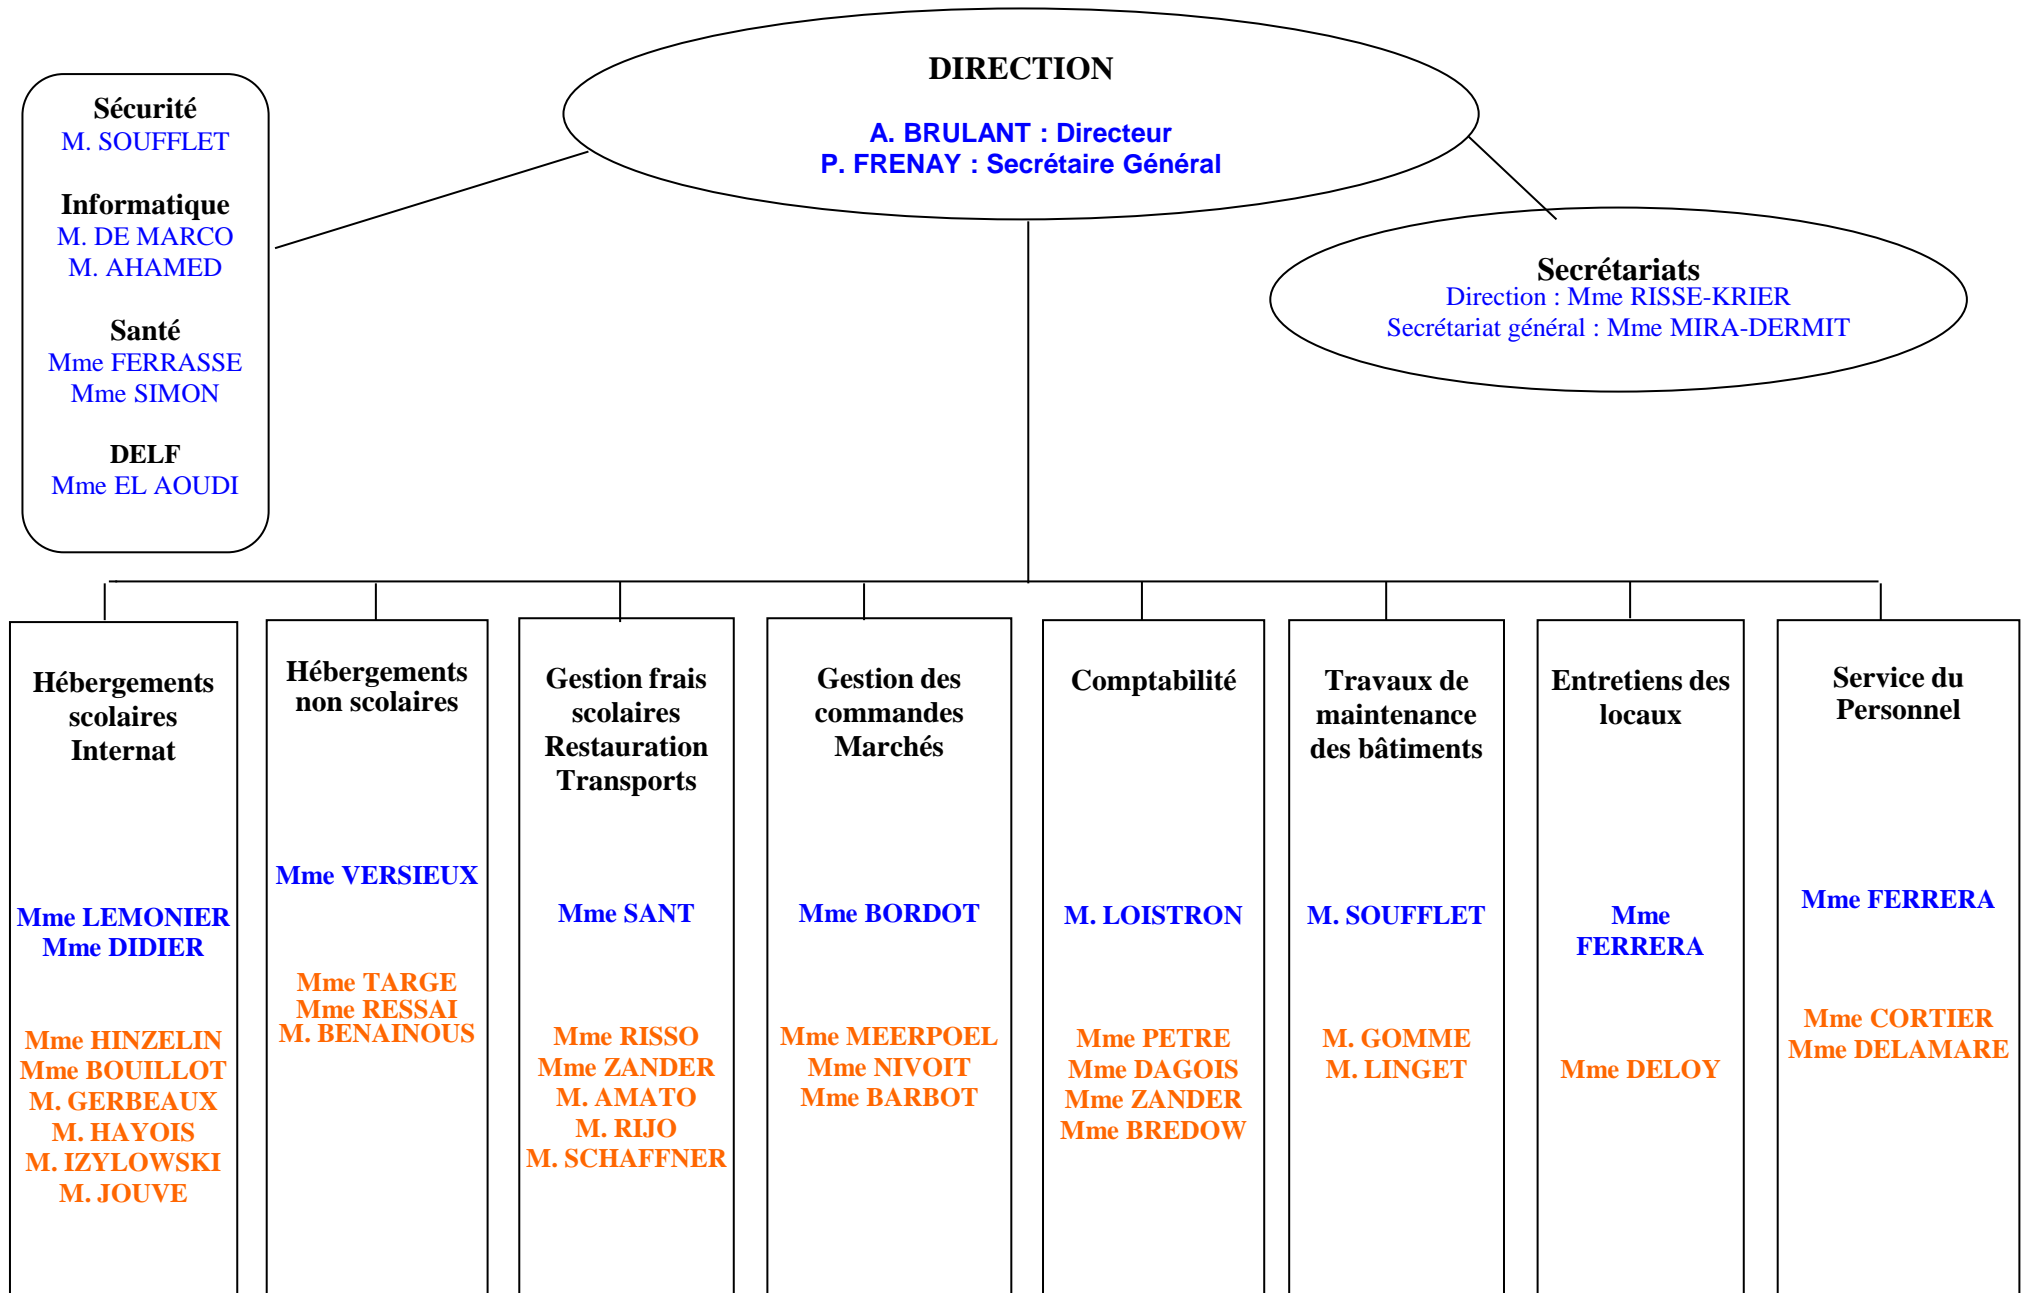 DIRECTION
A. BRULANT : Directeur
P. FRENAY : Secrétaire Général
Sécurité
M. SOUFFLET
Informatique
M. DE MARCO
M. AHAMED
Santé
Mme FERRASSE
Mme SIMON
DELF
Mme EL AOUDI
Secrétariats
Direction : Mme RISSE-KRIER
Secrétariat général : Mme MIRA-DERMIT
Hébergements
scolaires
Internat
Mme LEMONIER
Mme DIDIER
Mme HINZELIN
Mme BOUILLOT
M. GERBEAUX
M. HAYOIS
M. IZYLOWSKI
M. JOUVE
Hébergements
non scolaires
Mme VERSIEUX
Mme TARGE
Mme RESSAI
M. BENAINOUS
Gestion frais
scolaires
Restauration
Transports
Mme SANT
Mme RISSO
Mme ZANDER
M. AMATO
M. RIJO
M. SCHAFFNER
Gestion des
commandes
Marchés
Mme BORDOT
Mme MEERPOEL
Mme NIVOIT
Mme BARBOT
Comptabilité
M. LOISTRON
Mme PETRE
Mme DAGOIS
Mme ZANDER
Mme BREDOW
Travaux de
maintenance
des bâtiments
M. SOUFFLET
M. GOMME
M. LINGET
Entretiens des
locaux
Mme
FERRERA
Mme DELOY
Service du
Personnel
Mme FERRERA
Mme CORTIER
Mme DELAMARE